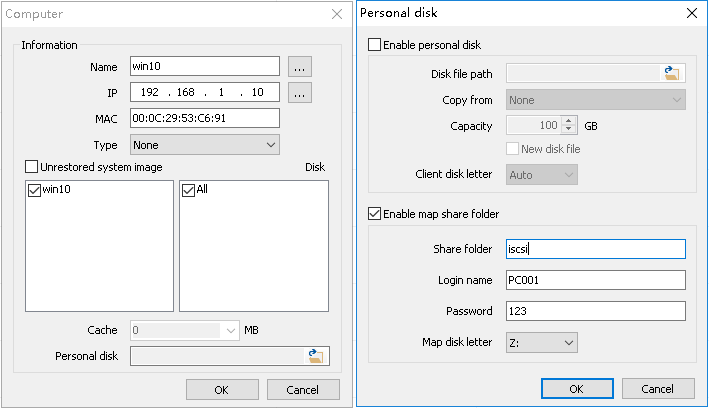 Computer
Information
Name win10 ...
IP 192 . 168 . 1 . 10 ...
MAC 00:0C:29:53:C6:91
Type None
Unrestored system image Disk
win10 All
Cache 0 MB
Personal disk
OK Cancel
Personal disk
Enable personal disk
Disk file path
Copy from None
Capacity 100 GB
New disk file
Client disk letter Auto
Enable map share folder
Share folder iscsi
Login name PC001
Password 123
Map disk letter Z:
OK Cancel